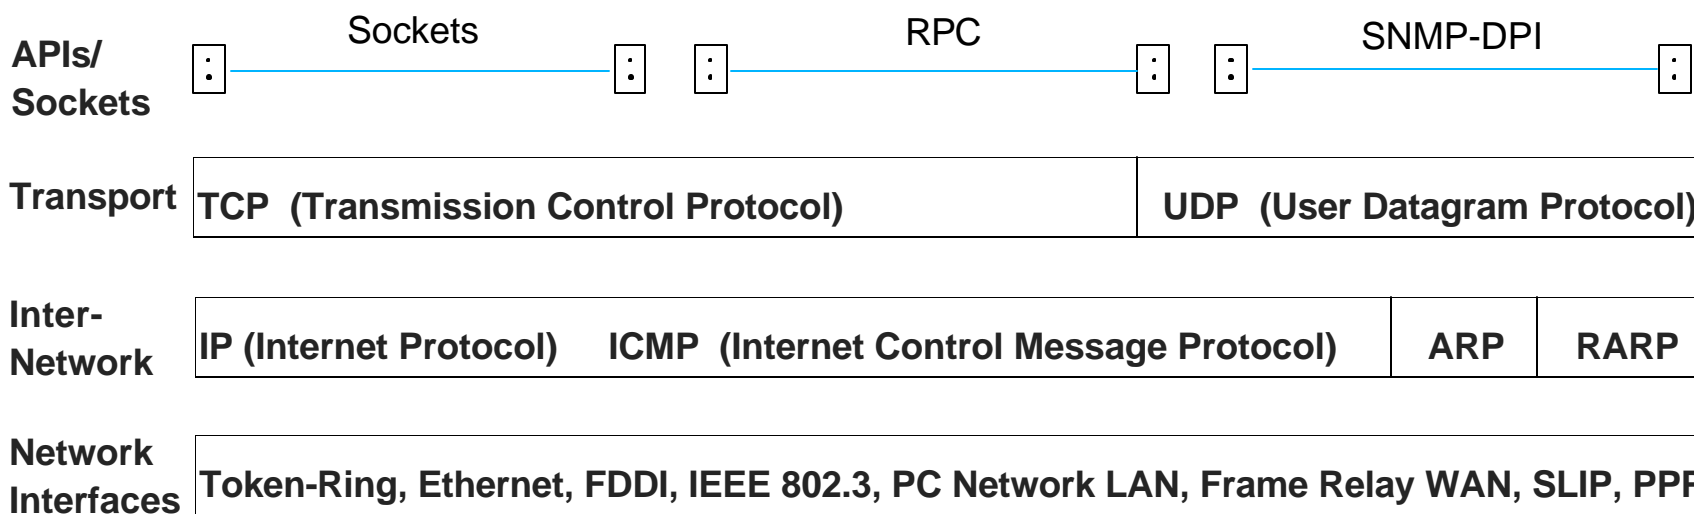 APIs/
Sockets
Sockets
RPC
SNMP-DPI
: : : : : :
Transport
TCP (Transmission Control Protocol)
UDP (User Datagram Protocol)
Inter-
Network
IP (Internet Protocol) ICMP (Internet Control Message Protocol)
ARP
RARP
Network
Interfaces
Token-Ring, Ethernet, FDDI, IEEE 802.3, PC Network LAN, Frame Relay WAN, SLIP, PPP